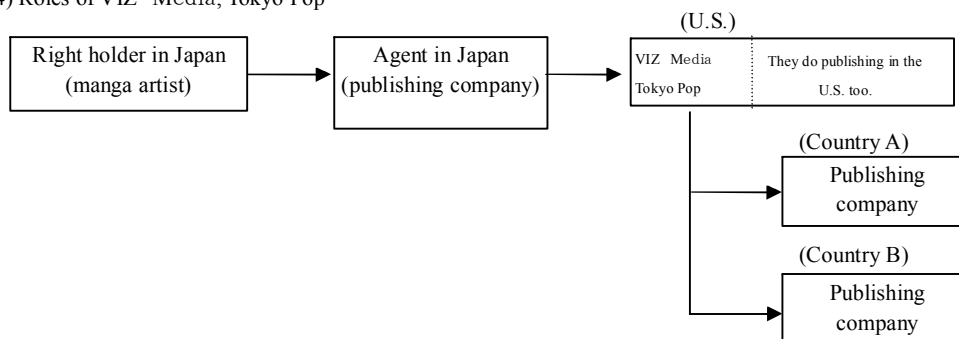 4) Roles of VIZ Media, Tokyo Pop
(U.S.)
Right holder in Japan
(manga artist)
Agent in Japan
(publishing company)
VIZ Media
Tokyo Pop
They do publishing in the
U.S. too.
(Country A)
Publishing
company
(Country B)
Publishing
company